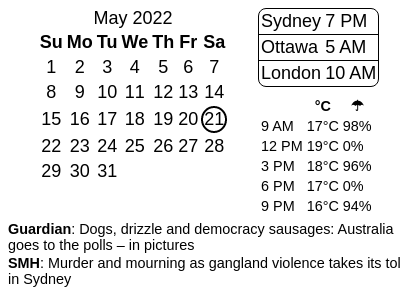 May 2022
Su Mo Tu We Th Fr Sa
1 2 3 4 5 6 7
8 9 10 11 12 13 14
15 16 17 18 19 20 21
22 23 24 25 26 27 28
29 30 31
Sydney 7 PM
Ottawa 5 AM
London 10 AM
°C ☂
9 AM 17°C 98%
12 PM 19°C 0%
3 PM 18°C 96%
6 PM 17°C 0%
9 PM 16°C 94%
Guardian: Dogs, drizzle and democracy sausages: Australia
goes to the polls – in pictures
SMH: Murder and mourning as gangland violence takes its tol
in Sydney